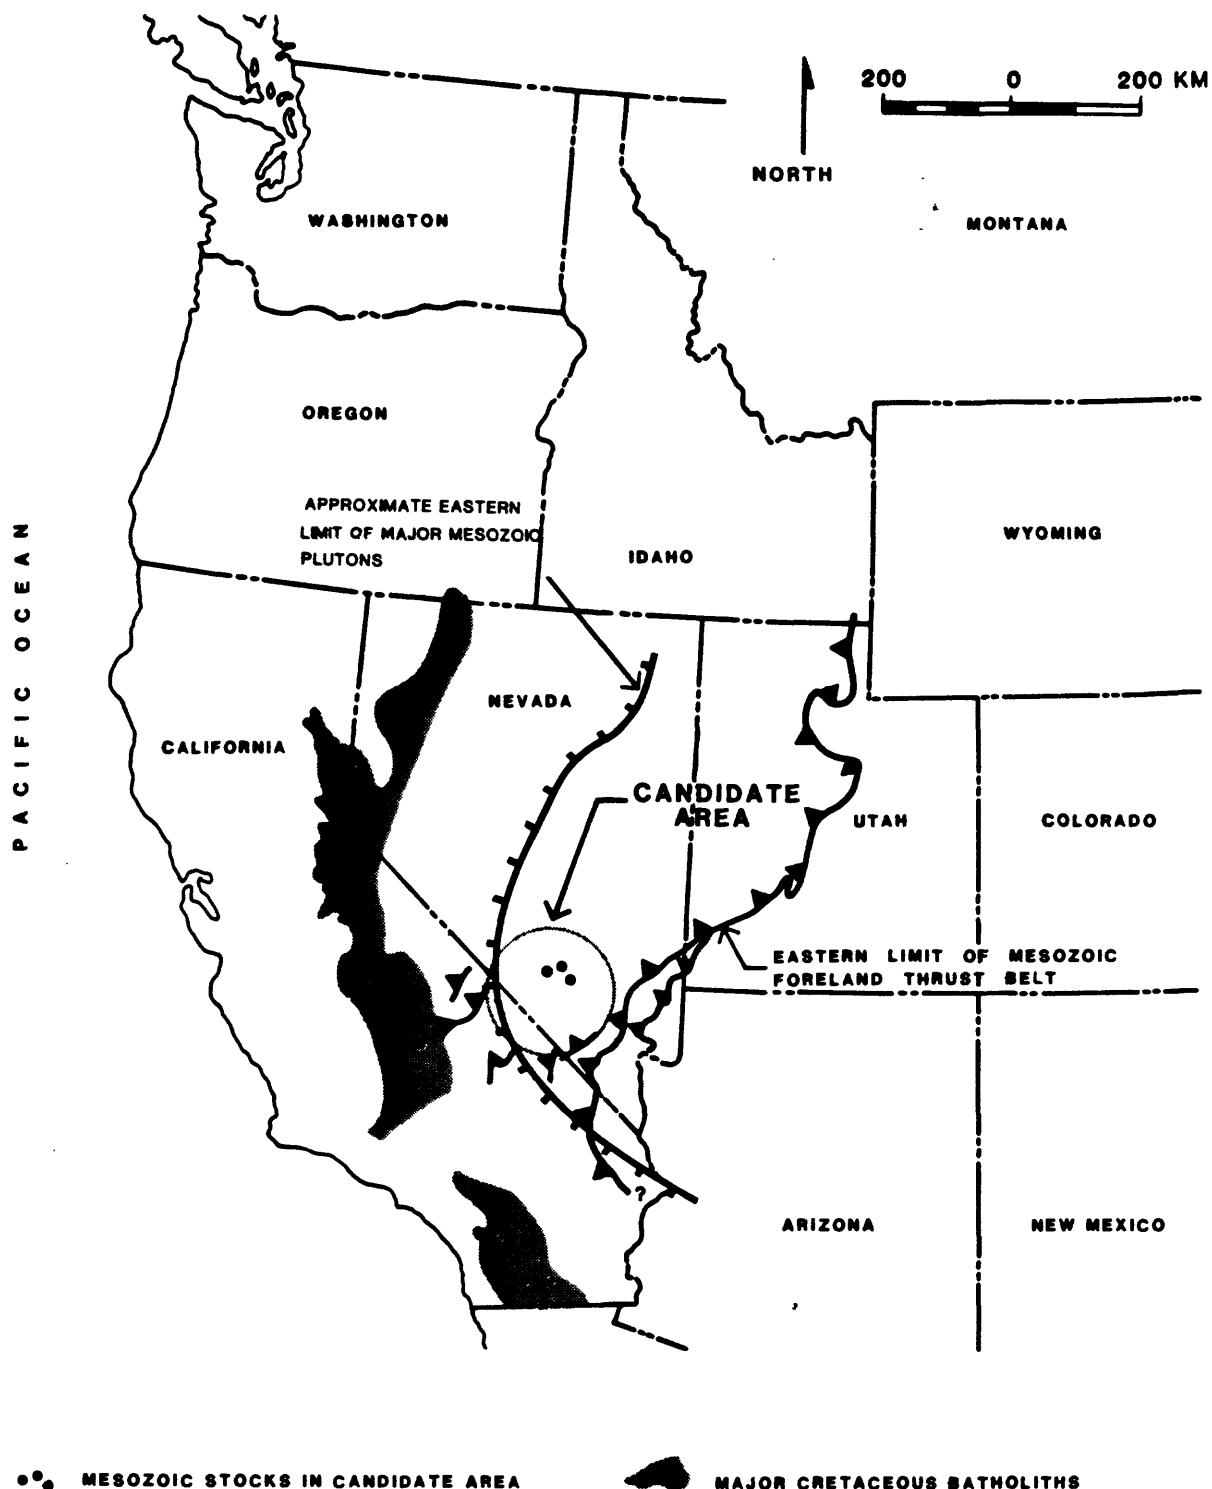 200 0 200 KM
NORTH
WASHINGTON
MONTANA
OREGON
APPROXIMATE EASTERN
LIMIT OF MAJOR MESOZOIC
PLUTONS
IDAHO
WYOMING
PACIFIC OCEAN
NEVADA
CALIFORNIA
CANDIDATE
AREA
UTAH
COLORADO
EASTERN LIMIT OF MESOZOIC
FORELAND THRUST BELT
?
ARIZONA
NEW MEXICO
MESOZOIC STOCKS IN CANDIDATE AREA
MAJOR CRETACEOUS BATHOLITHS